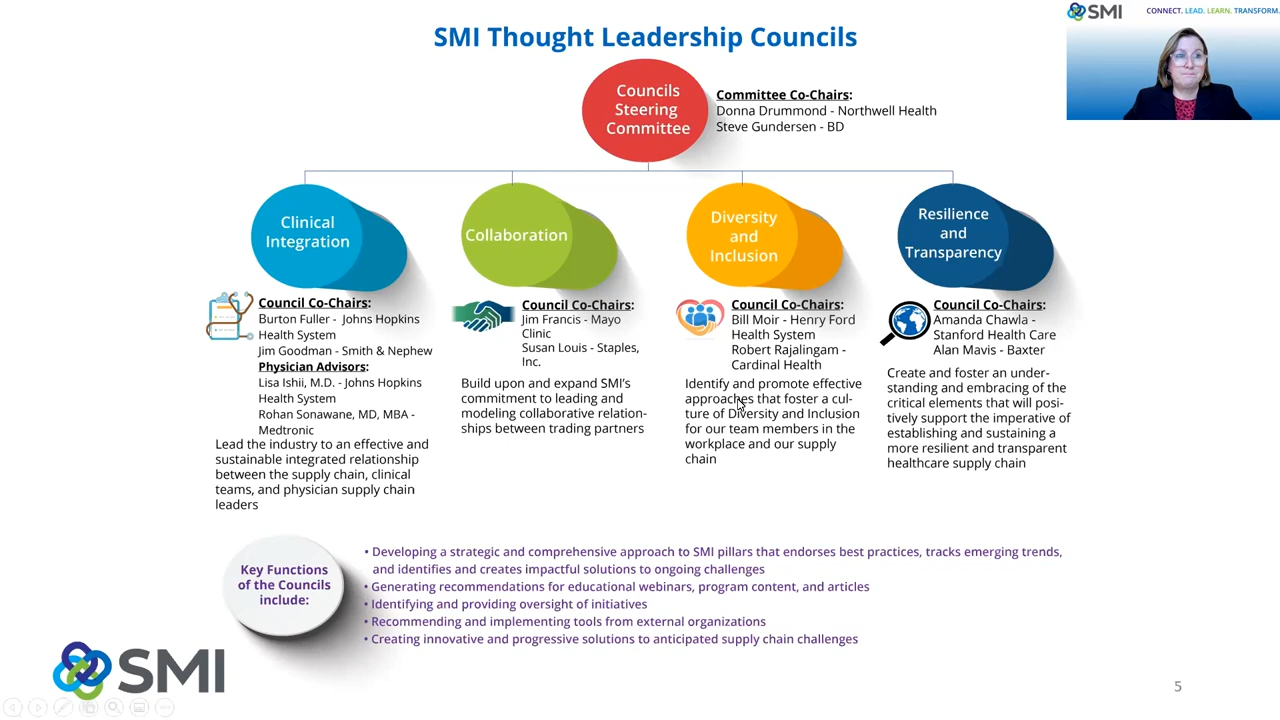 SMI Thought Leadership Councils
SMI
CONNECT. LEAD. LEARN. TRANSFORM.
Councils
Steering
Committee
Committee Co-Chairs:
Donna Drummond - Northwell Health
Steve Gundersen - BD
Clinical
Integration
Council Co-Chairs:
Burton Fuller - Johns Hopkins
Health System
Jim Goodman - Smith & Nephew
Physician Advisors:
Lisa Ishii, M.D. - Johns Hopkins
Health System
Rohan Sonawane, MD, MBA -
Medtronic
Lead the industry to an effective and
sustainable integrated relationship
between the supply chain, clinical
teams, and physician supply chain
leaders
Collaboration
Council Co-Chairs:
Jim Francis - Mayo
Clinic
Susan Louis - Staples,
Inc.
Build upon and expand SMI's
commitment to leading and
modeling collaborative relation-
ships between trading partners
Diversity
and
Inclusion
Council Co-Chairs:
Bill Moir - Henry Ford
Health System
Robert Rajalingam -
Cardinal Health
Identify and promote effective
approaches that foster a cul-
ture of Diversity and Inclusion
for our team members in the
workplace and our supply
chain
Resilience
and
Transparency
Council Co-Chairs:
Amanda Chawla -
Stanford Health Care
Alan Mavis - Baxter
Create and foster an under-
standing and embracing of the
critical elements that will posi-
tively support the imperative of
establishing and sustaining a
more resilient and transparent
healthcare supply chain
Key Functions
of the Councils
include:
• Developing a strategic and comprehensive approach to SMI pillars that endorses best practices, tracks emerging trends,
and identifies and creates impactful solutions to ongoing challenges
• Generating recommendations for educational webinars, program content, and articles
• Identifying and providing oversight of initiatives
• Recommending and implementing tools from external organizations
• Creating innovative and progressive solutions to anticipated supply chain challenges
SMI
5